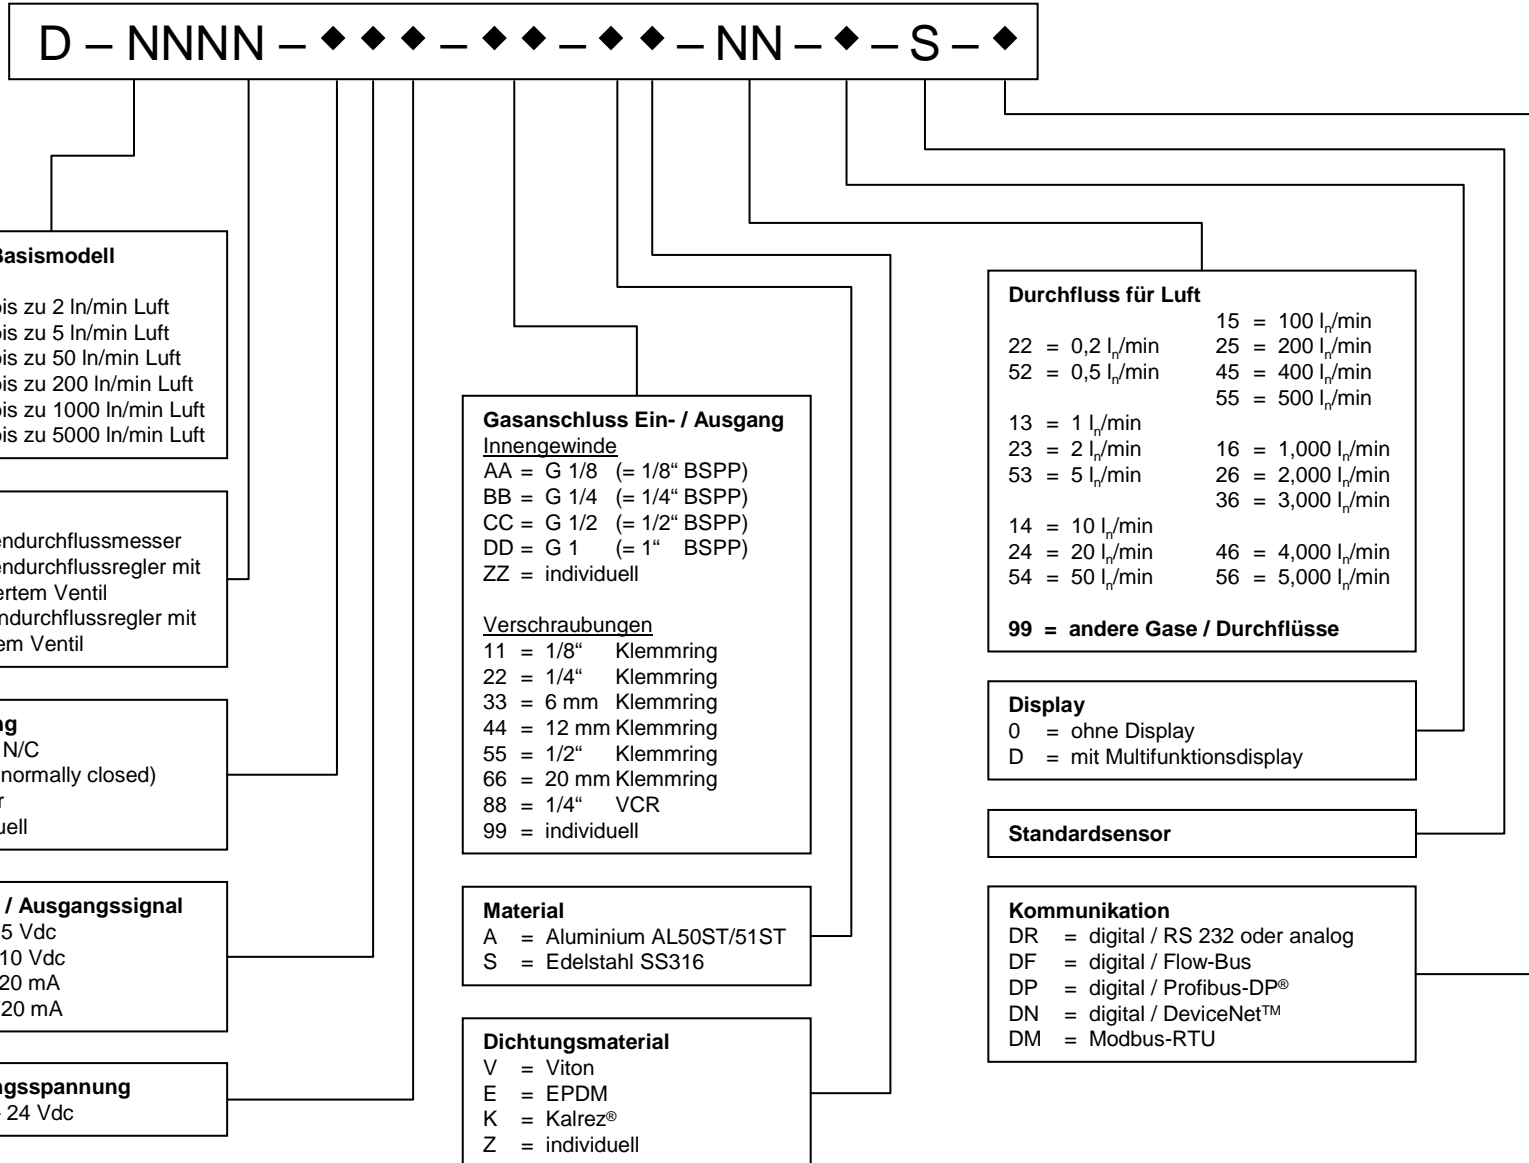 D – NNNN – ◆ ◆ ◆ – ◆ ◆ – ◆ ◆ – NN – ◆ – S – ◆
Basismodell
bis zu 2 ln/min Luft
bis zu 5 ln/min Luft
bis zu 50 ln/min Luft
bis zu 200 ln/min Luft
bis zu 1000 ln/min Luft
bis zu 5000 ln/min Luft
endurchflussmesser
endurchflussregler mit
ertem Ventil
ndurchflussregler mit
em Ventil
ng
N/C
normally closed)
r
uell
/ Ausgangssignal
5 Vdc
10 Vdc
20 mA
20 mA
ngsspannung
- 24 Vdc
Gasanschluss Ein- / Ausgang
Innengewinde
AA = G 1/8 (= 1/8“ BSPP)
BB = G 1/4 (= 1/4“ BSPP)
CC = G 1/2 (= 1/2“ BSPP)
DD = G 1 (= 1“ BSPP)
ZZ = individuell
Verschraubungen
11 = 1/8“ Klemmring
22 = 1/4“ Klemmring
33 = 6 mm Klemmring
44 = 12 mm Klemmring
55 = 1/2“ Klemmring
66 = 20 mm Klemmring
88 = 1/4“ VCR
99 = individuell
Material
A = Aluminium AL50ST/51ST
S = Edelstahl SS316
Dichtungsmaterial
V = Viton
E = EPDM
K = Kalrez®
Z = individuell
Durchfluss für Luft
22 = 0,2 lₙ/min
52 = 0,5 lₙ/min
13 = 1 lₙ/min
23 = 2 lₙ/min
53 = 5 lₙ/min
14 = 10 lₙ/min
24 = 20 lₙ/min
54 = 50 lₙ/min
15 = 100 lₙ/min
25 = 200 lₙ/min
45 = 400 lₙ/min
55 = 500 lₙ/min
16 = 1,000 lₙ/min
26 = 2,000 lₙ/min
36 = 3,000 lₙ/min
46 = 4,000 lₙ/min
56 = 5,000 lₙ/min
99 = andere Gase / Durchflüsse
Display
0 = ohne Display
D = mit Multifunktionsdisplay
Standardsensor
Kommunikation
DR = digital / RS 232 oder analog
DF = digital / Flow-Bus
DP = digital / Profibus-DP®
DN = digital / DeviceNet™
DM = Modbus-RTU